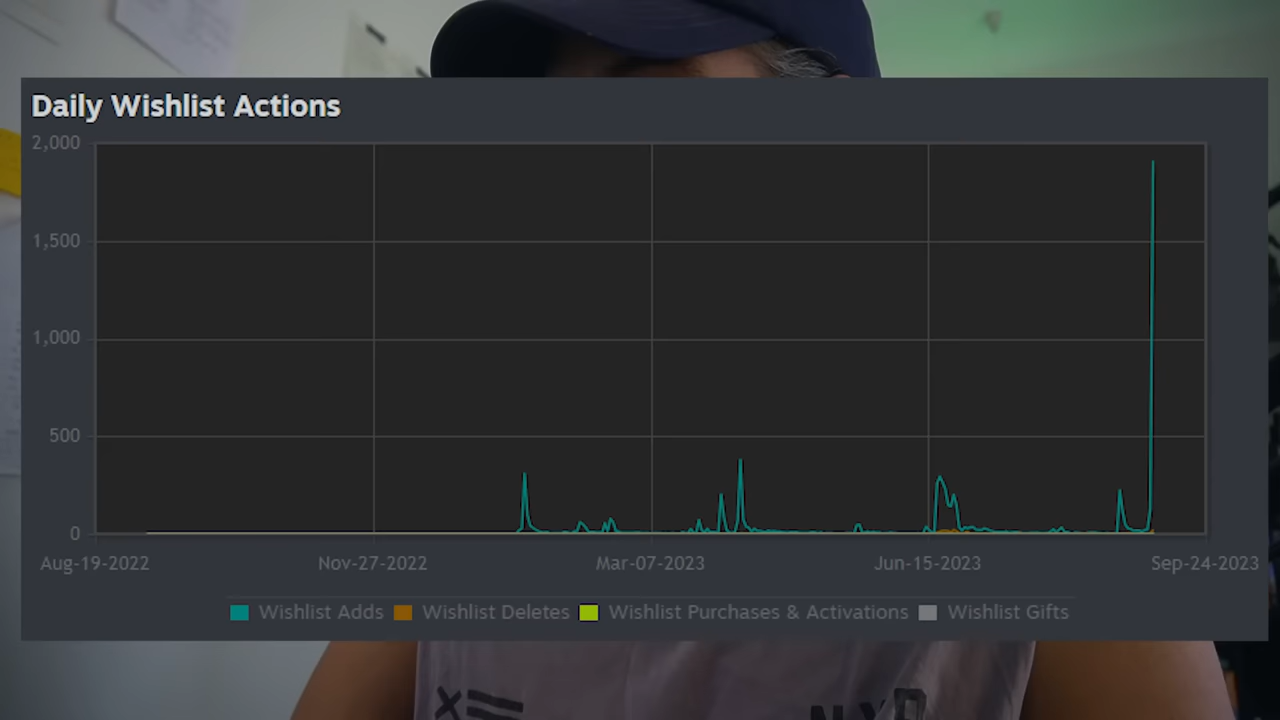 Daily Wishlist Actions
2,000
1,500
1,000
500
0
Aug-19-2022 Nov-27-2022 Mar-07-2023 Jun-15-2023 Sep-24-2023
Wishlist Adds Wishlist Deletes Wishlist Purchases & Activations Wishlist Gifts